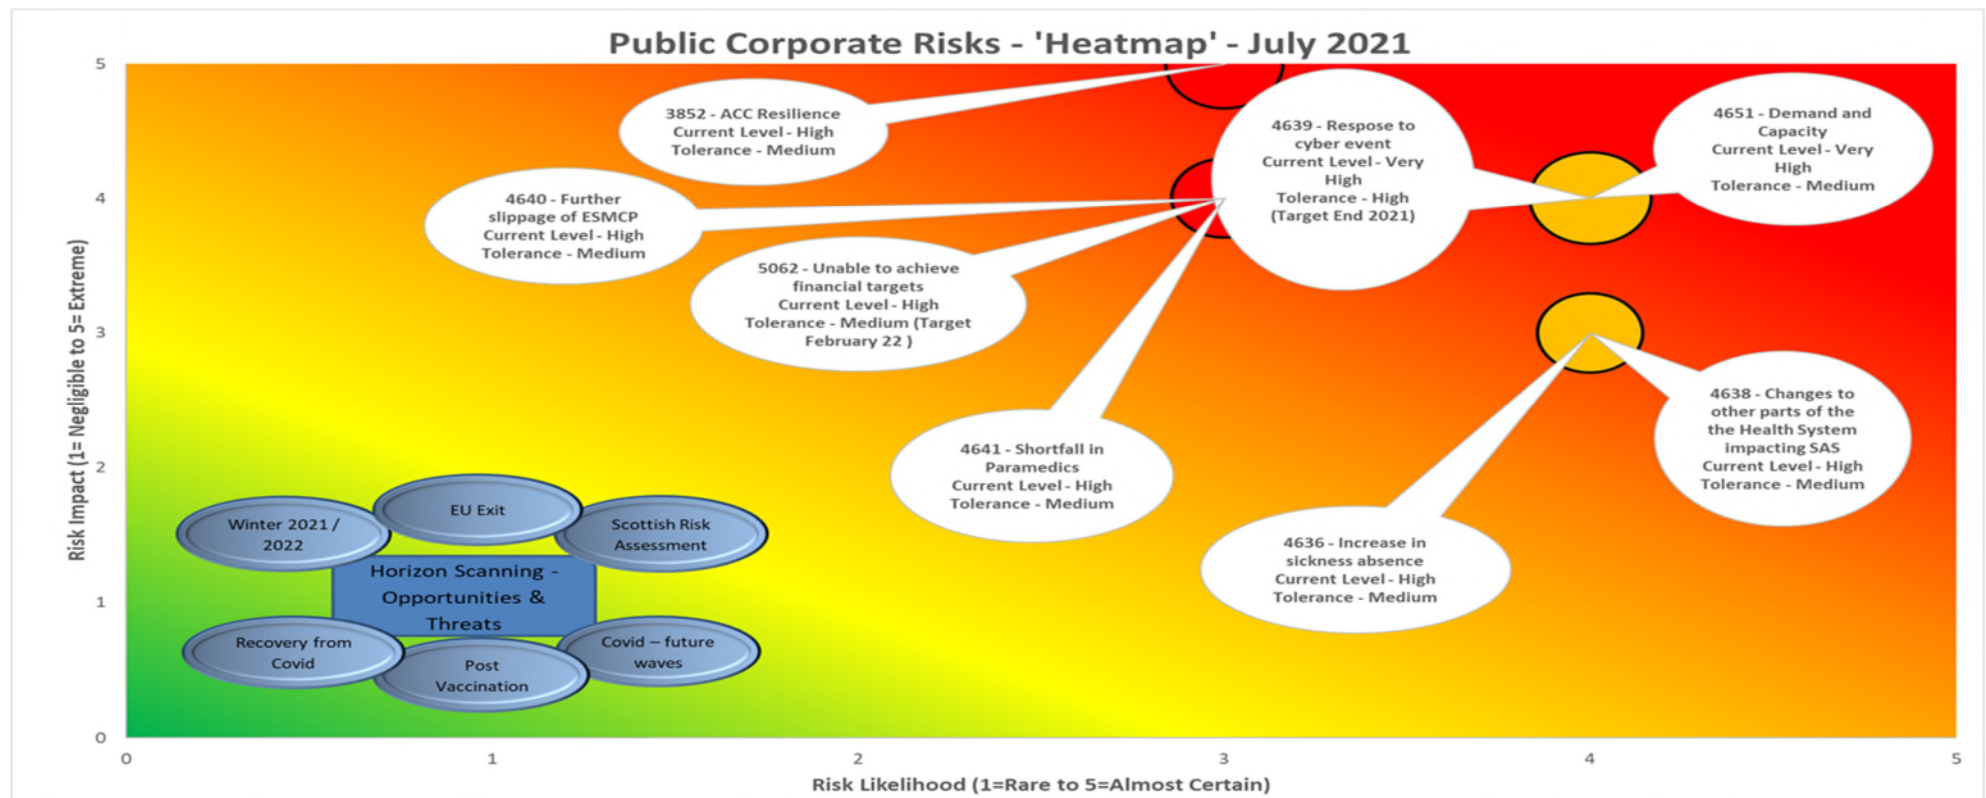 Public Corporate Risks - 'Heatmap' - July 2021
Risk Impact (1= Negligible to 5= Extreme)
5
4
3
2
1
0
3852 - ACC Resilience
Current Level - High
Tolerance - Medium
4640 - Further
slippage of ESMCP
Current Level - High
Tolerance - Medium
5062 - Unable to achieve
financial targets
Current Level - High
Tolerance - Medium (Target
February 22 )
4641 - Shortfall in
Paramedics
Current Level - High
Tolerance - Medium
4639 - Respose to
cyber event
Current Level - Very
High
Tolerance - High
(Target End 2021)
4651 - Demand and
Capacity
Current Level - Very
High
Tolerance - Medium
4638 - Changes to
other parts of the
the Health System
impacting SAS
Current Level - High
Tolerance - Medium
4636 - Increase in
sickness absence
Current Level - High
Tolerance - Medium
Winter 2021 /
2022
EU Exit
Scottish Risk
Assessment
Horizon Scanning -
Opportunities &
Threats
Recovery from
Covid
Post
Vaccination
Covid – future
waves
0
1
2
3
4
5
Risk Likelihood (1=Rare to 5=Almost Certain)